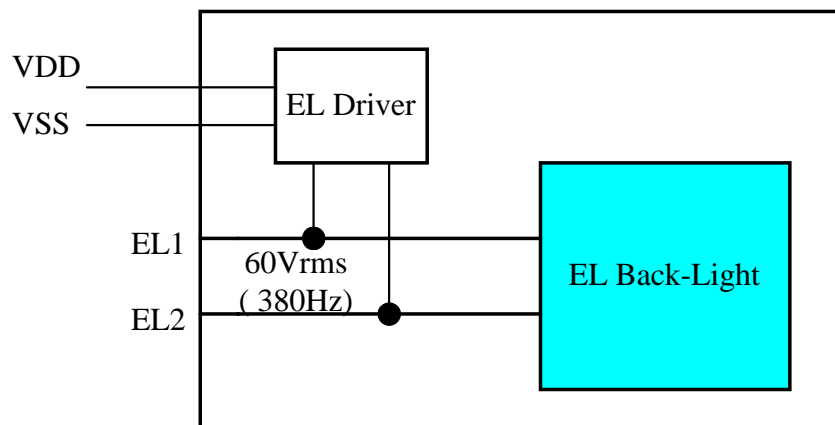 VDD
EL Driver
VSS
EL1
60Vrms
( 380Hz)
EL Back-Light
EL2